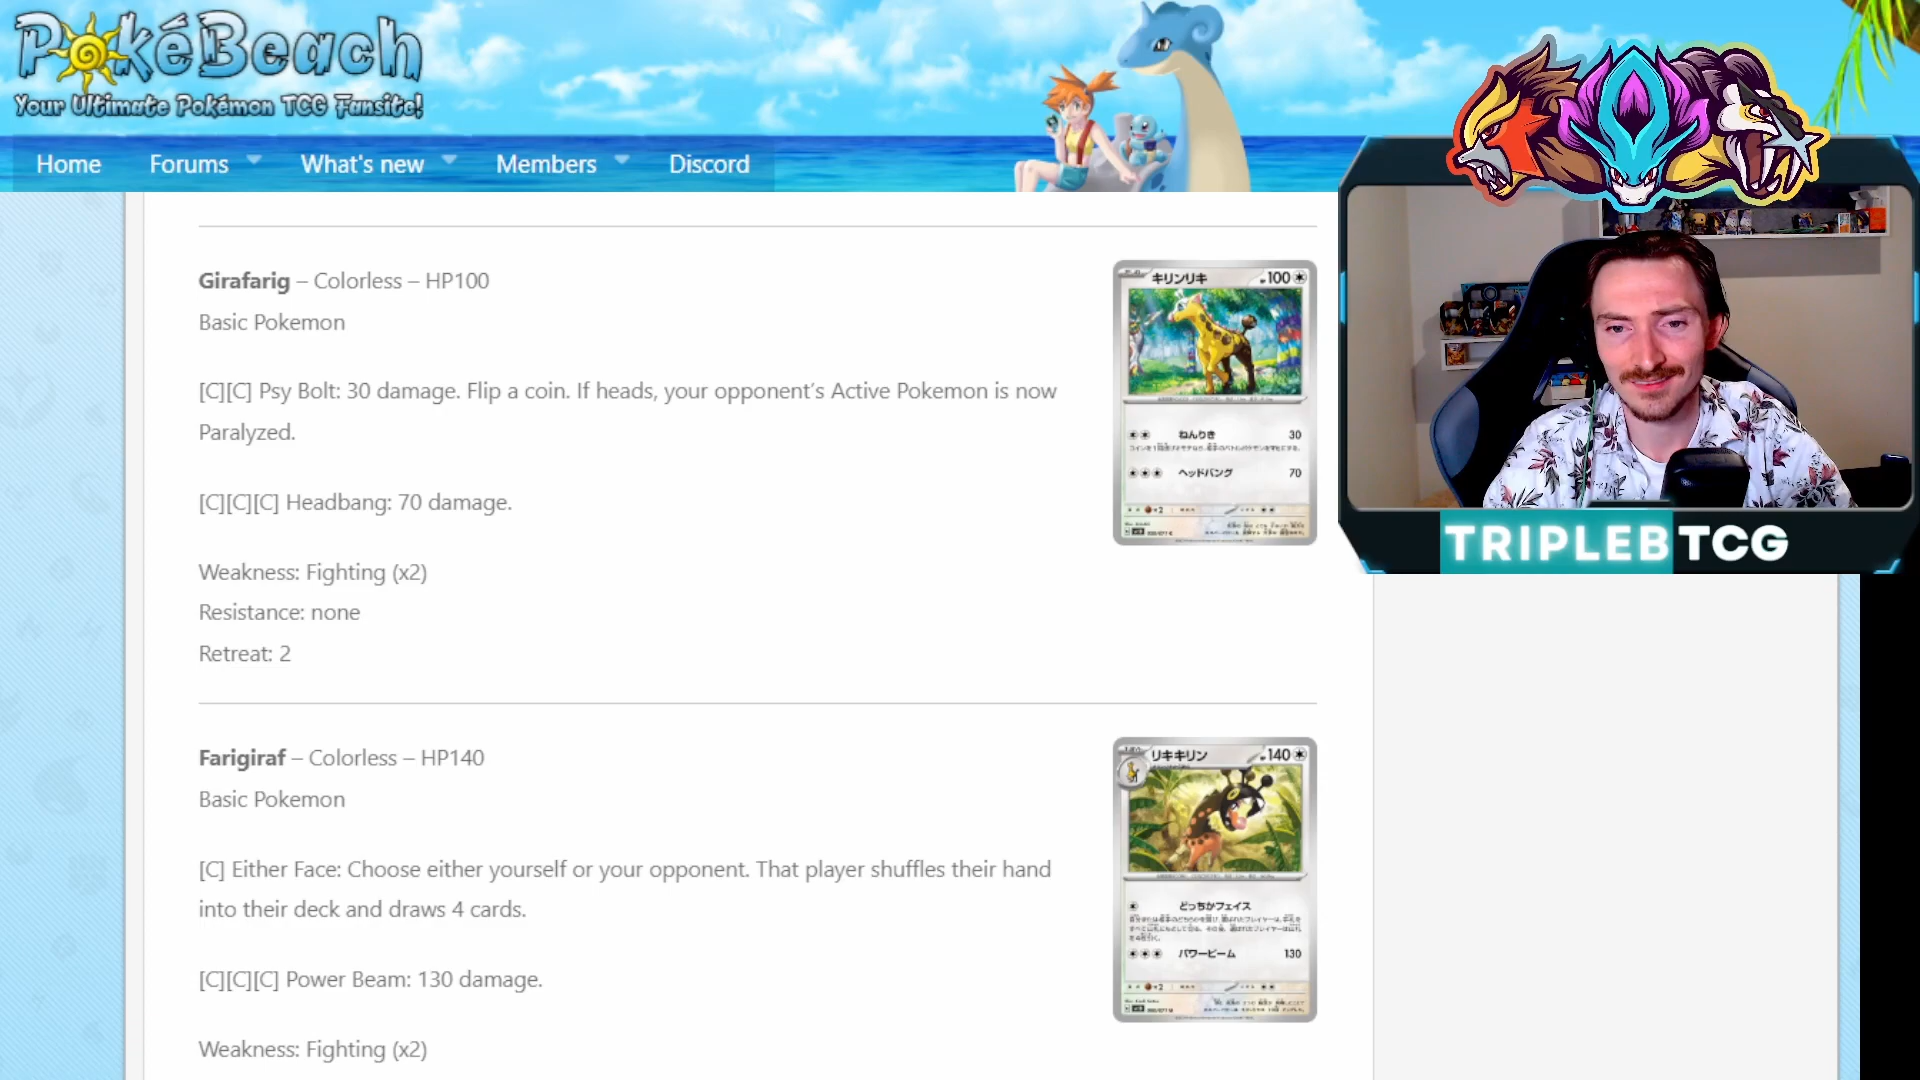 PokéBeach
Your Ultimate Pokémon TCG Fansite!
Home
Forums
What's new
Members
Discord
Girafarig – Colorless – HP100
Basic Pokemon
[C][C] Psy Bolt: 30 damage. Flip a coin. If heads, your opponent's Active Pokemon is now
Paralyzed.
[C][C][C] Headbang: 70 damage.
Weakness: Fighting (x2)
Resistance: none
Retreat: 2
キリンリキ
100
ねんりき 30
ヘッドバング 70
TRIPLEB TCG
Farigiraf – Colorless – HP140
Basic Pokemon
[C] Either Face: Choose either yourself or your opponent. That player shuffles their hand
into their deck and draws 4 cards.
[C][C][C] Power Beam: 130 damage.
Weakness: Fighting (x2)
リキキリン
140
どっちかフェイス
パワービーム 130